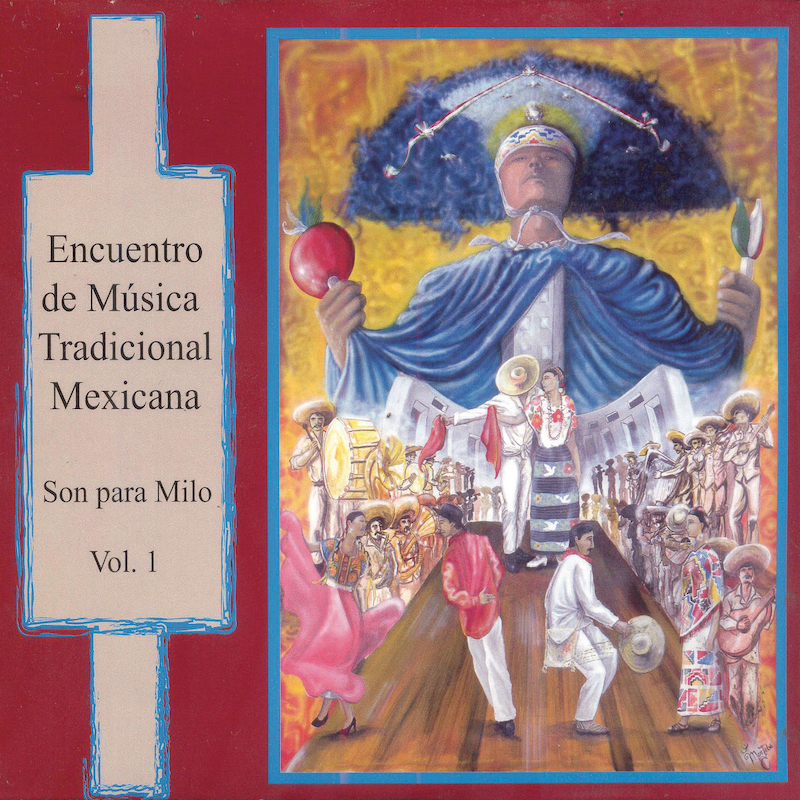 Encuentro
de Música
Tradicional
Mexicana
Son para Milo
Vol. 1